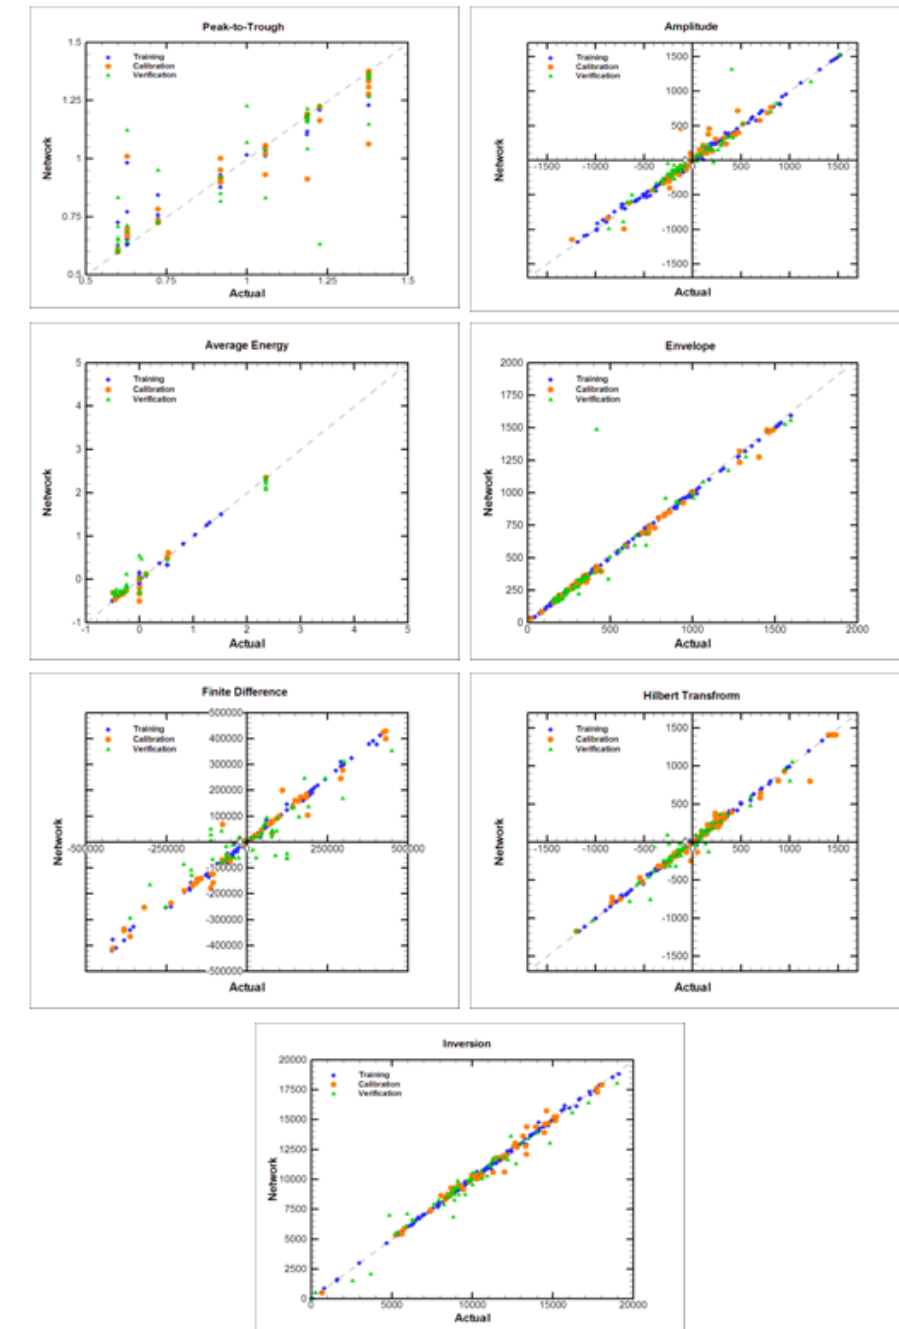 Peak-to-Trough
1.5
1.25
1
0.75
0.5
Network
Training
Calibration
Verification
0.5
0.75
1
1.25
1.5
Actual
Amplitude
1500
1000
500
-500
-1000
-1500
Network
Training
Calibration
Verification
-1500
-1000
-500
0
500
1000
1500
Actual
Average Energy
5
4
3
2
1
0
-1
Network
Training
Calibration
Verification
-1
0
1
2
3
4
5
Actual
Envelope
2000
1750
1500
1250
1000
750
500
250
0
Network
Training
Calibration
Verification
500
1000
1500
2000
Actual
Finite Difference
500000
400000
300000
200000
100000
-100000
-200000
-300000
-400000
-500000
Network
Training
Calibration
Verification
-500000
-250000
250000
500000
Actual
Hilbert Transfrorm
1500
1000
500
-500
-1000
-1500
Network
Training
Calibration
Verification
-1500
-1000
-500
0
500
1000
1500
Actual
Inversion
20000
17500
15000
12500
10000
7500
5000
2500
0
Network
Training
Calibration
Verification
0
5000
10000
15000
20000
Actual